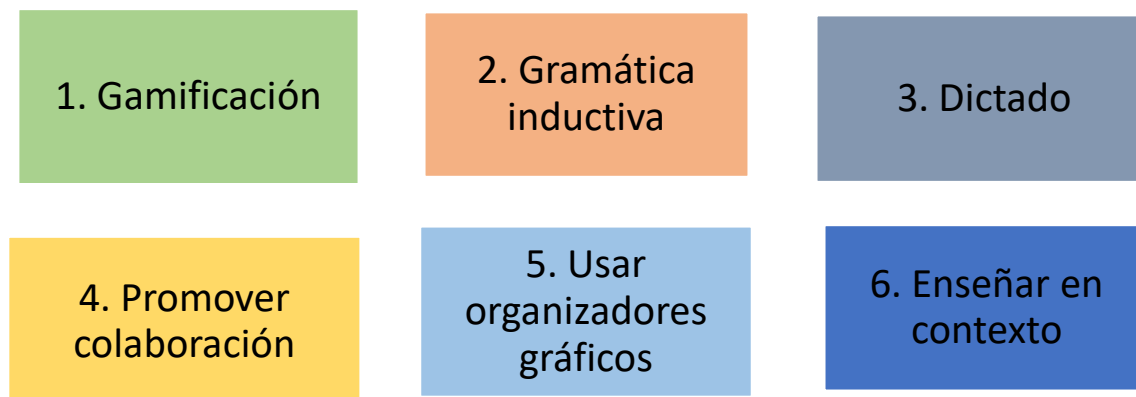 1. Gamificación
2. Gramática
inductiva
3. Dictado
4. Promover
colaboración
5. Usar
organizadores
gráficos
6. Enseñar en
contexto